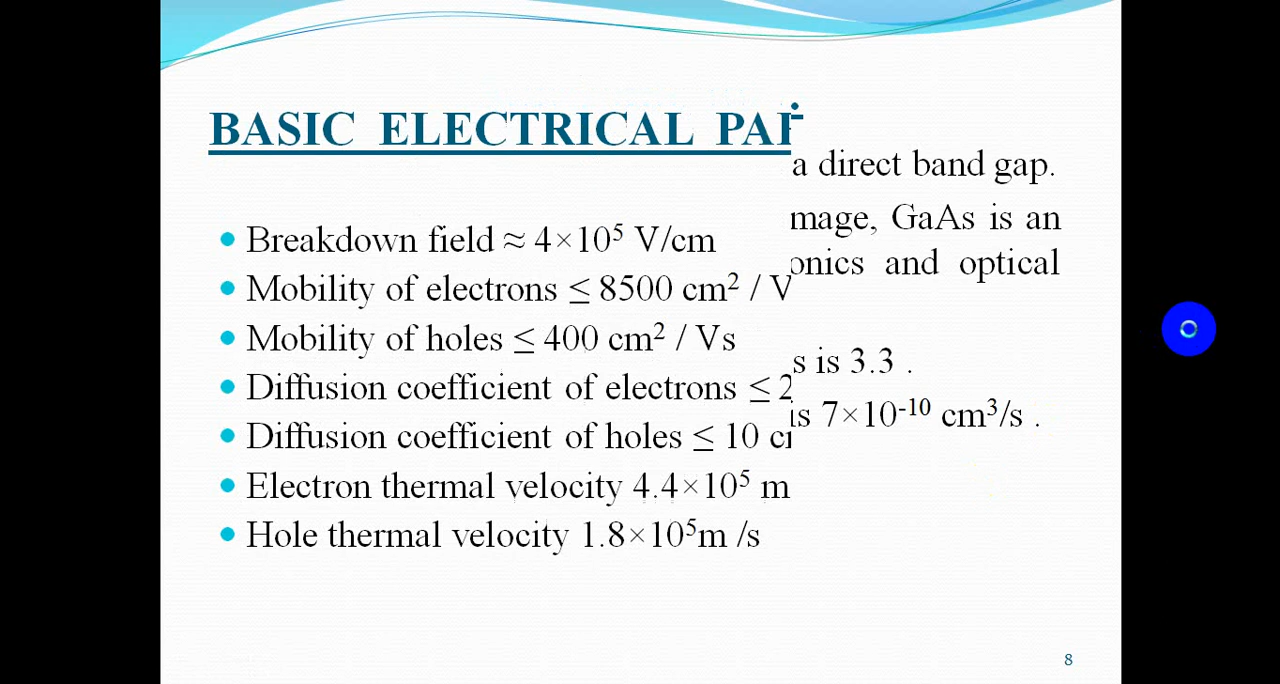 BASIC ELECTRICAL
a direct band gap.
mage, GaAs is an
Breakdown field ≈ 4×10⁵ V/cm
onics and optical
Mobility of electrons ≤ 8500 cm² / V
Mobility of holes ≤ 400 cm² / Vs
s is 3.3 .
Diffusion coefficient of electrons ≤ 2
is 7×10⁻¹⁰ cm³/s .
Diffusion coefficient of holes ≤ 10
Electron thermal velocity 4.4×10⁵ m
Hole thermal velocity 1.8×10⁵m /s
8